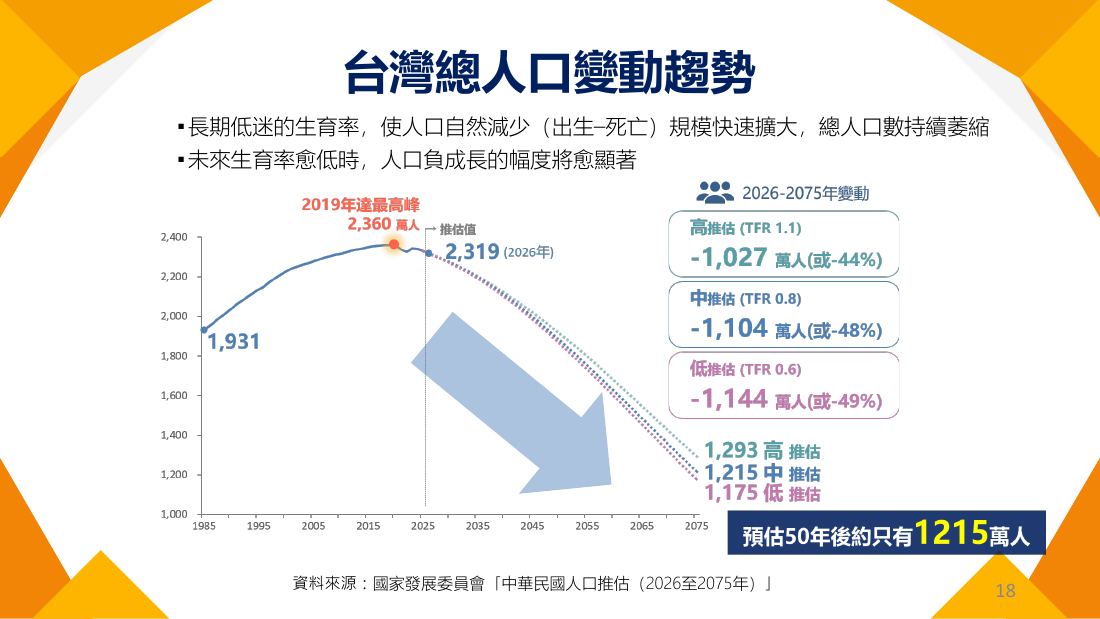 台灣總人口變動趨勢
▪長期低迷的生育率，使人口自然減少（出生–死亡）規模快速擴大，總人口數持續萎縮
▪未來生育率愈低時，人口負成長的幅度將愈顯著
2026-2075年變動
高推估 (TFR 1.1)
-1,027 萬人(或-44%)
中推估 (TFR 0.8)
-1,104 萬人(或-48%)
低推估 (TFR 0.6)
-1,144 萬人(或-49%)
2019年達最高峰
2,360 萬人
推估值
2,319 (2026年)
1,931
2,400
2,200
2,000
1,800
1,600
1,400
1,200
1,000
1985 1995 2005 2015 2025 2035 2045 2055 2065 2075
1,293 高 推估
1,215 中 推估
1,175 低 推估
預估50年後約只有1215萬人
資料來源：國家發展委員會「中華民國人口推估（2026至2075年）」
18